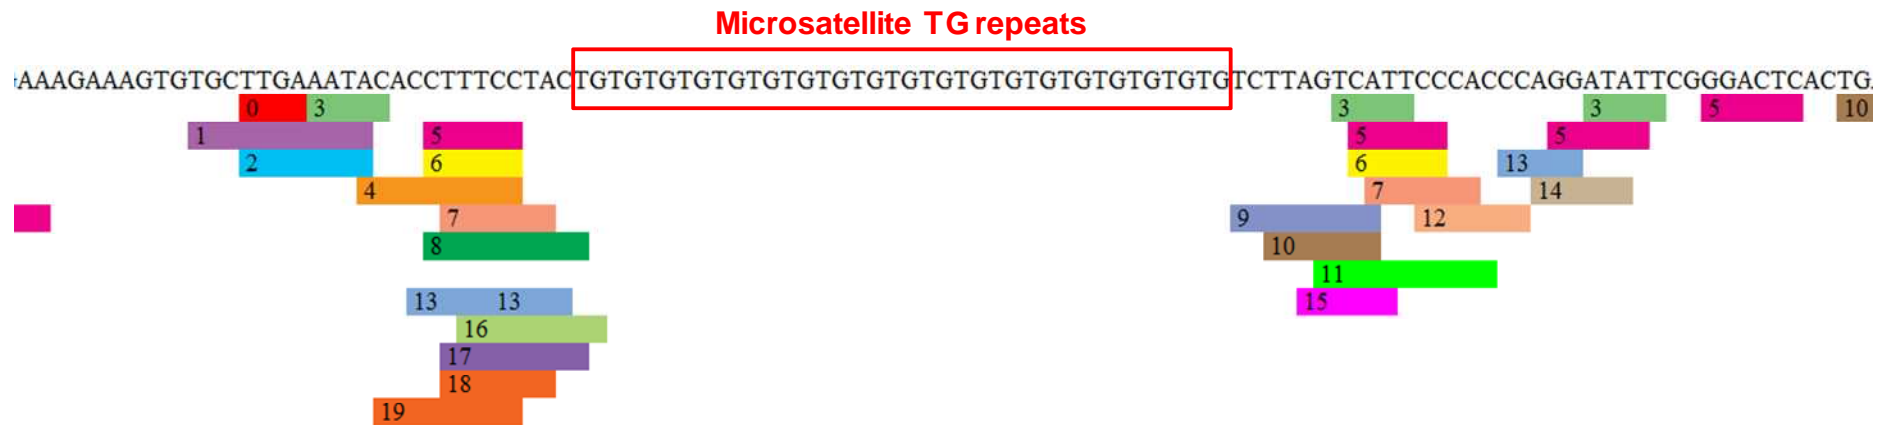 Microsatellite TG repeats
AAAGAAAGTGTGCTTGAAATACACCTTTCCTACTGTGTGTGTGTGTGTGTGTGTGTGTGTGTGTGTGTGTGTCTTAGTCATTCCCACCCAGGATATTCGGGACTCACTG
0 3 3 3 5 10
1 5 5 5
2 6 6 13
4 7 14
7 9 12
8 10
11
13 13 15
16
17
18
19